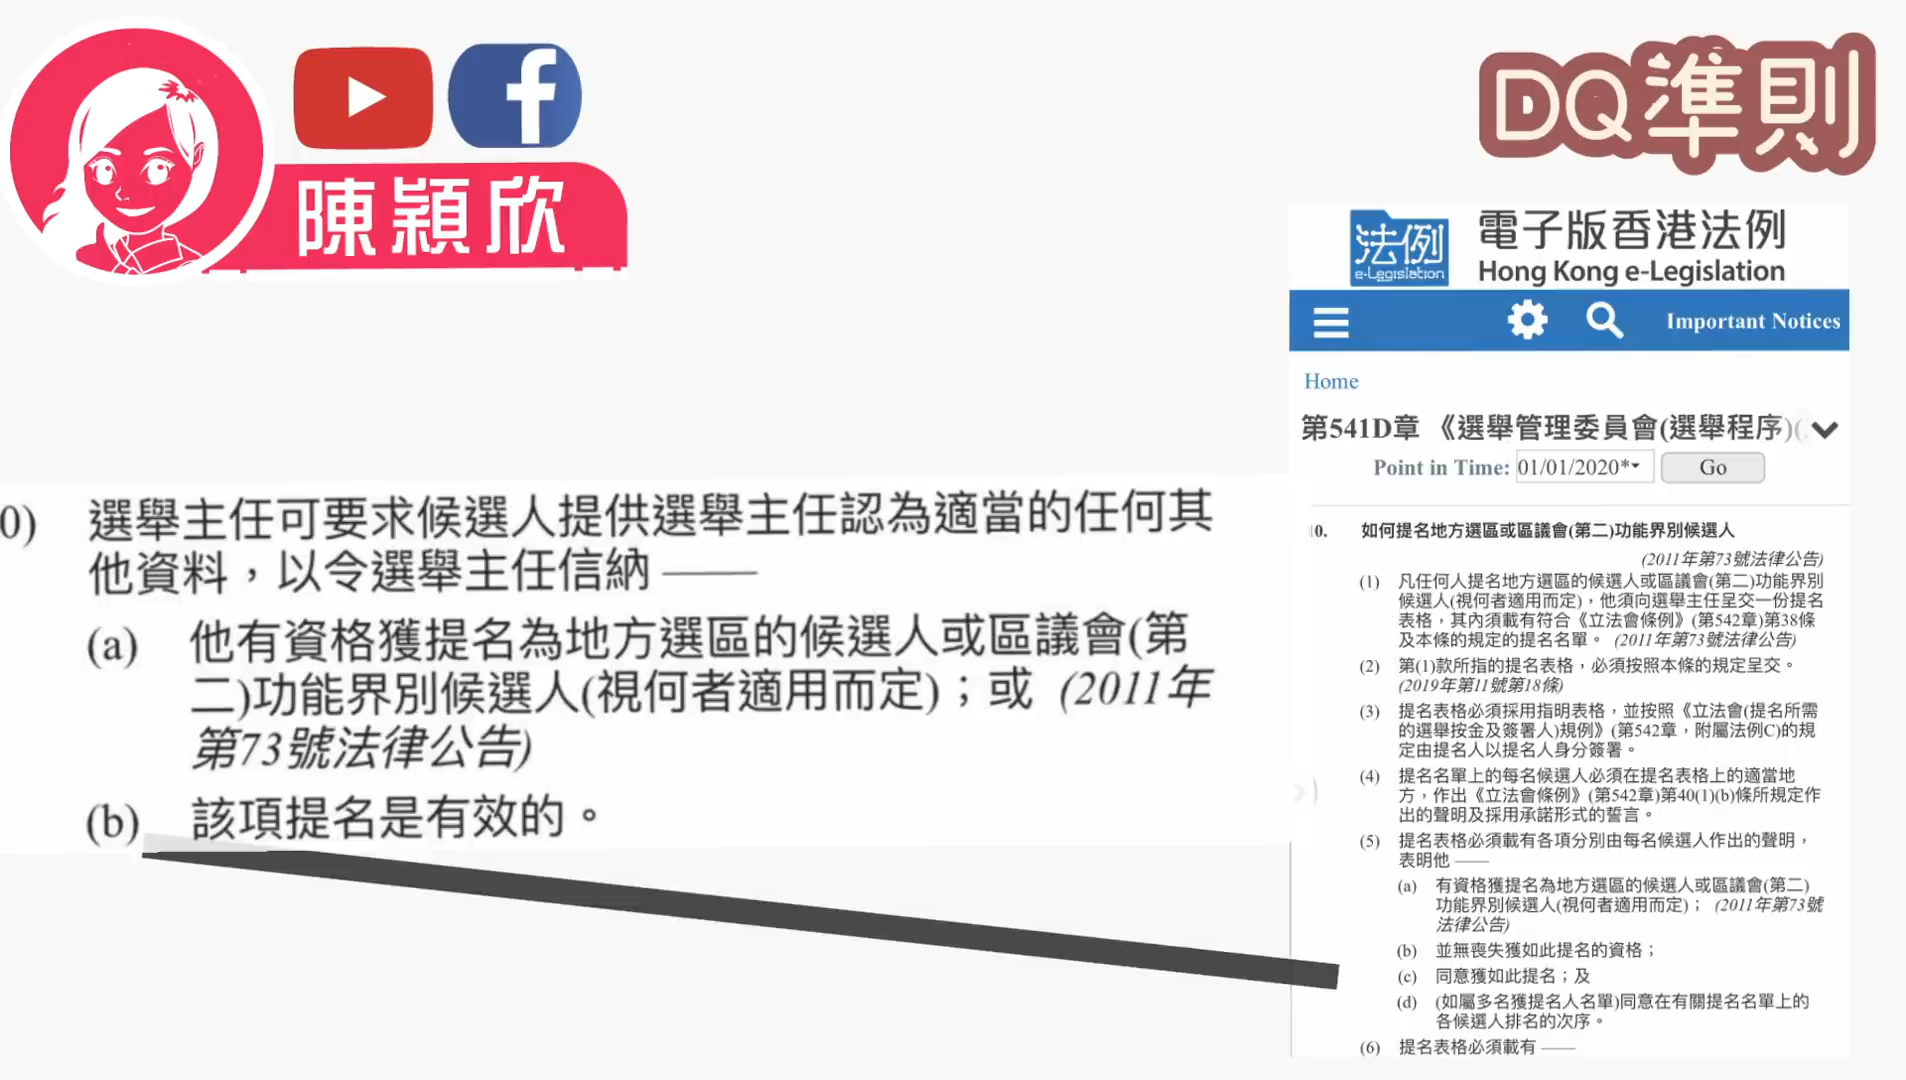 陳穎欣
DQ準則
0) 選舉主任可要求候選人提供選舉主任認為適當的任何其
他資料，以令選舉主任信納 ——
(a) 他有資格獲提名為地方選區的候選人或區議會(第
二)功能界別候選人(視何者適用而定)；或 (2011年
第73號法律公告)
(b) 該項提名是有效的。
法例
e-Legislation
電子版香港法例
Hong Kong e-Legislation
Important Notices
Home
第541D章 《選舉管理委員會(選舉程序)(
Point in Time: 01/01/2020* Go
10. 如何提名地方選區或區議會(第二)功能界別候選人
(2011年第73號法律公告)
(1) 凡任何人提名地方選區的候選人或區議會(第二)功能界別
候選人(視何者適用而定)，他須向選舉主任呈交一份提名
表格，其內須載有符合《立法會條例》(第542章)第38條
及本條的規定的提名名單。 (2011年第73號法律公告)
(2) 第(1)款所指的提名表格，必須按照本條的規定呈交。
(2019年第11號第18條)
(3) 提名表格必須採用指明表格，並按照《立法會(提名所需
的選舉按金及簽署人)規例》(第542章，附屬法例C)的規
定由提名人以提名人身分簽署。
(4) 提名名單上的每名候選人必須在提名表格上的適當地
方，作出《立法會條例》(第542章)第40(1)(b)條所規定作
出的聲明及採用承諾形式的誓言。
(5) 提名表格必須載有各項分別由每名候選人作出的聲明，
表明他 ——
(a) 有資格獲提名為地方選區的候選人或區議會(第二)
功能界別候選人(視何者適用而定)； (2011年第73號
法律公告)
(b) 並無喪失獲如此提名的資格；
(c) 同意獲如此提名；及
(d) (如屬多名獲提名人名單)同意在有關提名名單上的
各候選人排名的次序。
(6) 提名表格必須載有 ——